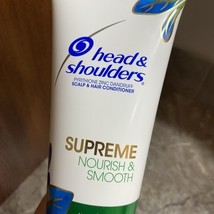 head &
shoulders
PYRITHIONE ZINC DANDRUFF
SCALP & HAIR CONDITIONER
SUPREME
NOURISH &
SMOOTH